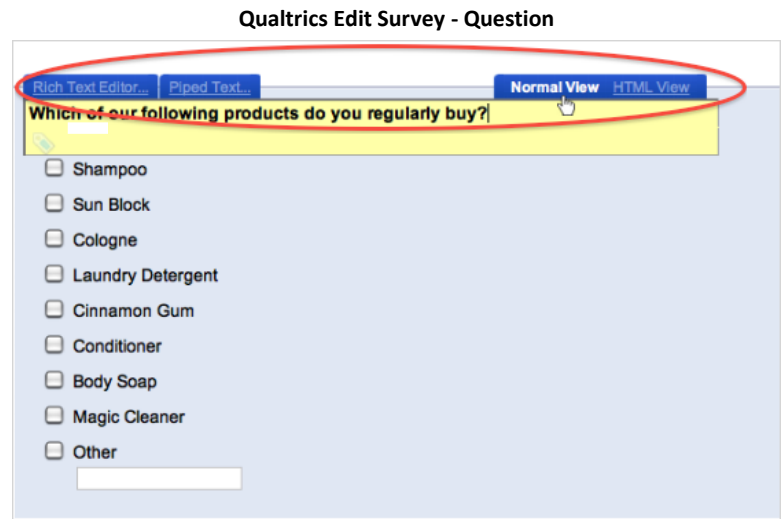 Qualtrics Edit Survey - Question
Rich Text Editor... Piped Text... Normal View HTML View
Which of our following products do you regularly buy?
Shampoo
Sun Block
Cologne
Laundry Detergent
Cinnamon Gum
Conditioner
Body Soap
Magic Cleaner
Other